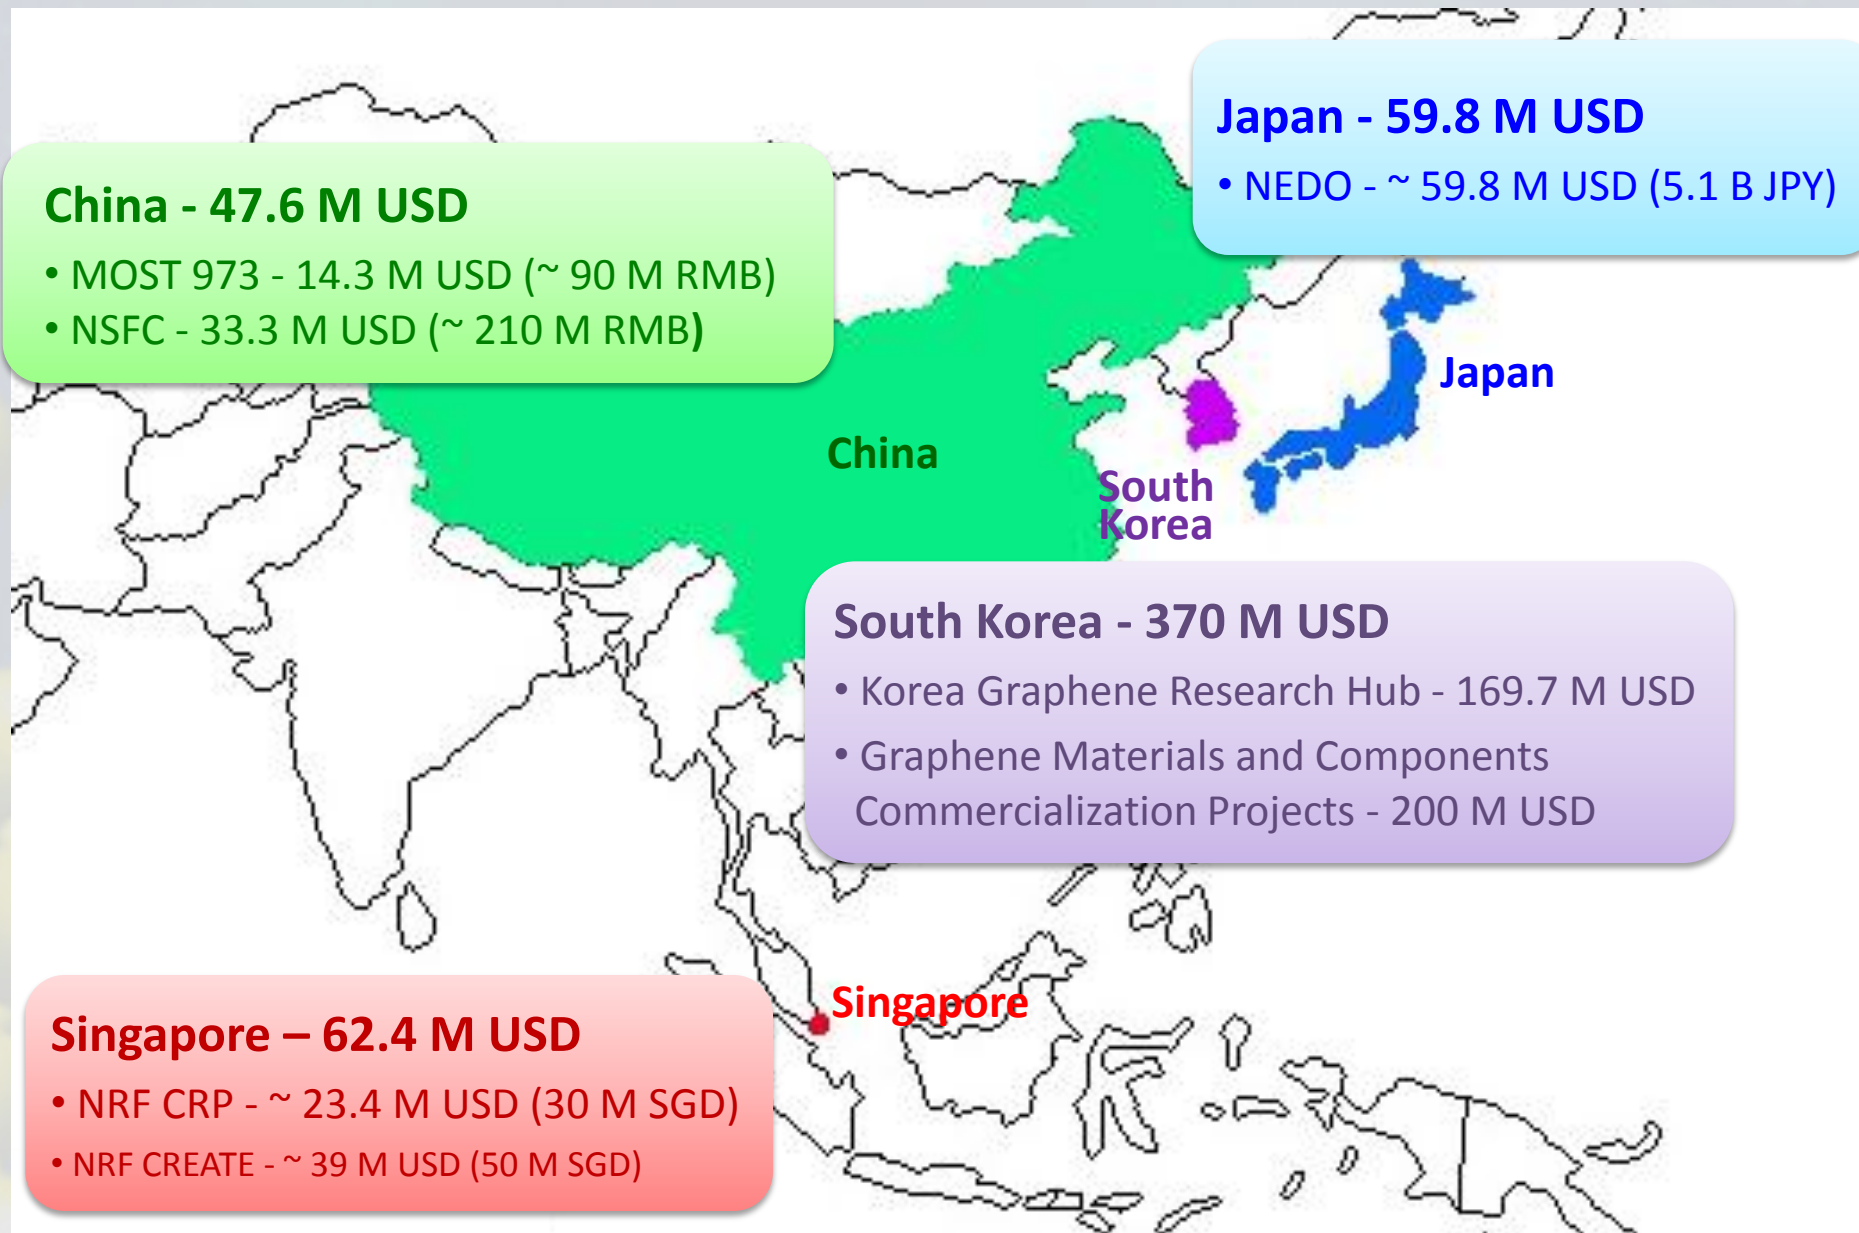 Japan - 59.8 M USD
• NEDO - ~ 59.8 M USD (5.1 B JPY)
China - 47.6 M USD
• MOST 973 - 14.3 M USD (~ 90 M RMB)
• NSFC - 33.3 M USD (~ 210 M RMB)
Japan
China
South
Korea
South Korea - 370 M USD
• Korea Graphene Research Hub - 169.7 M USD
• Graphene Materials and Components
Commercialization Projects - 200 M USD
Singapore
Singapore – 62.4 M USD
• NRF CRP - ~ 23.4 M USD (30 M SGD)
• NRF CREATE - ~ 39 M USD (50 M SGD)